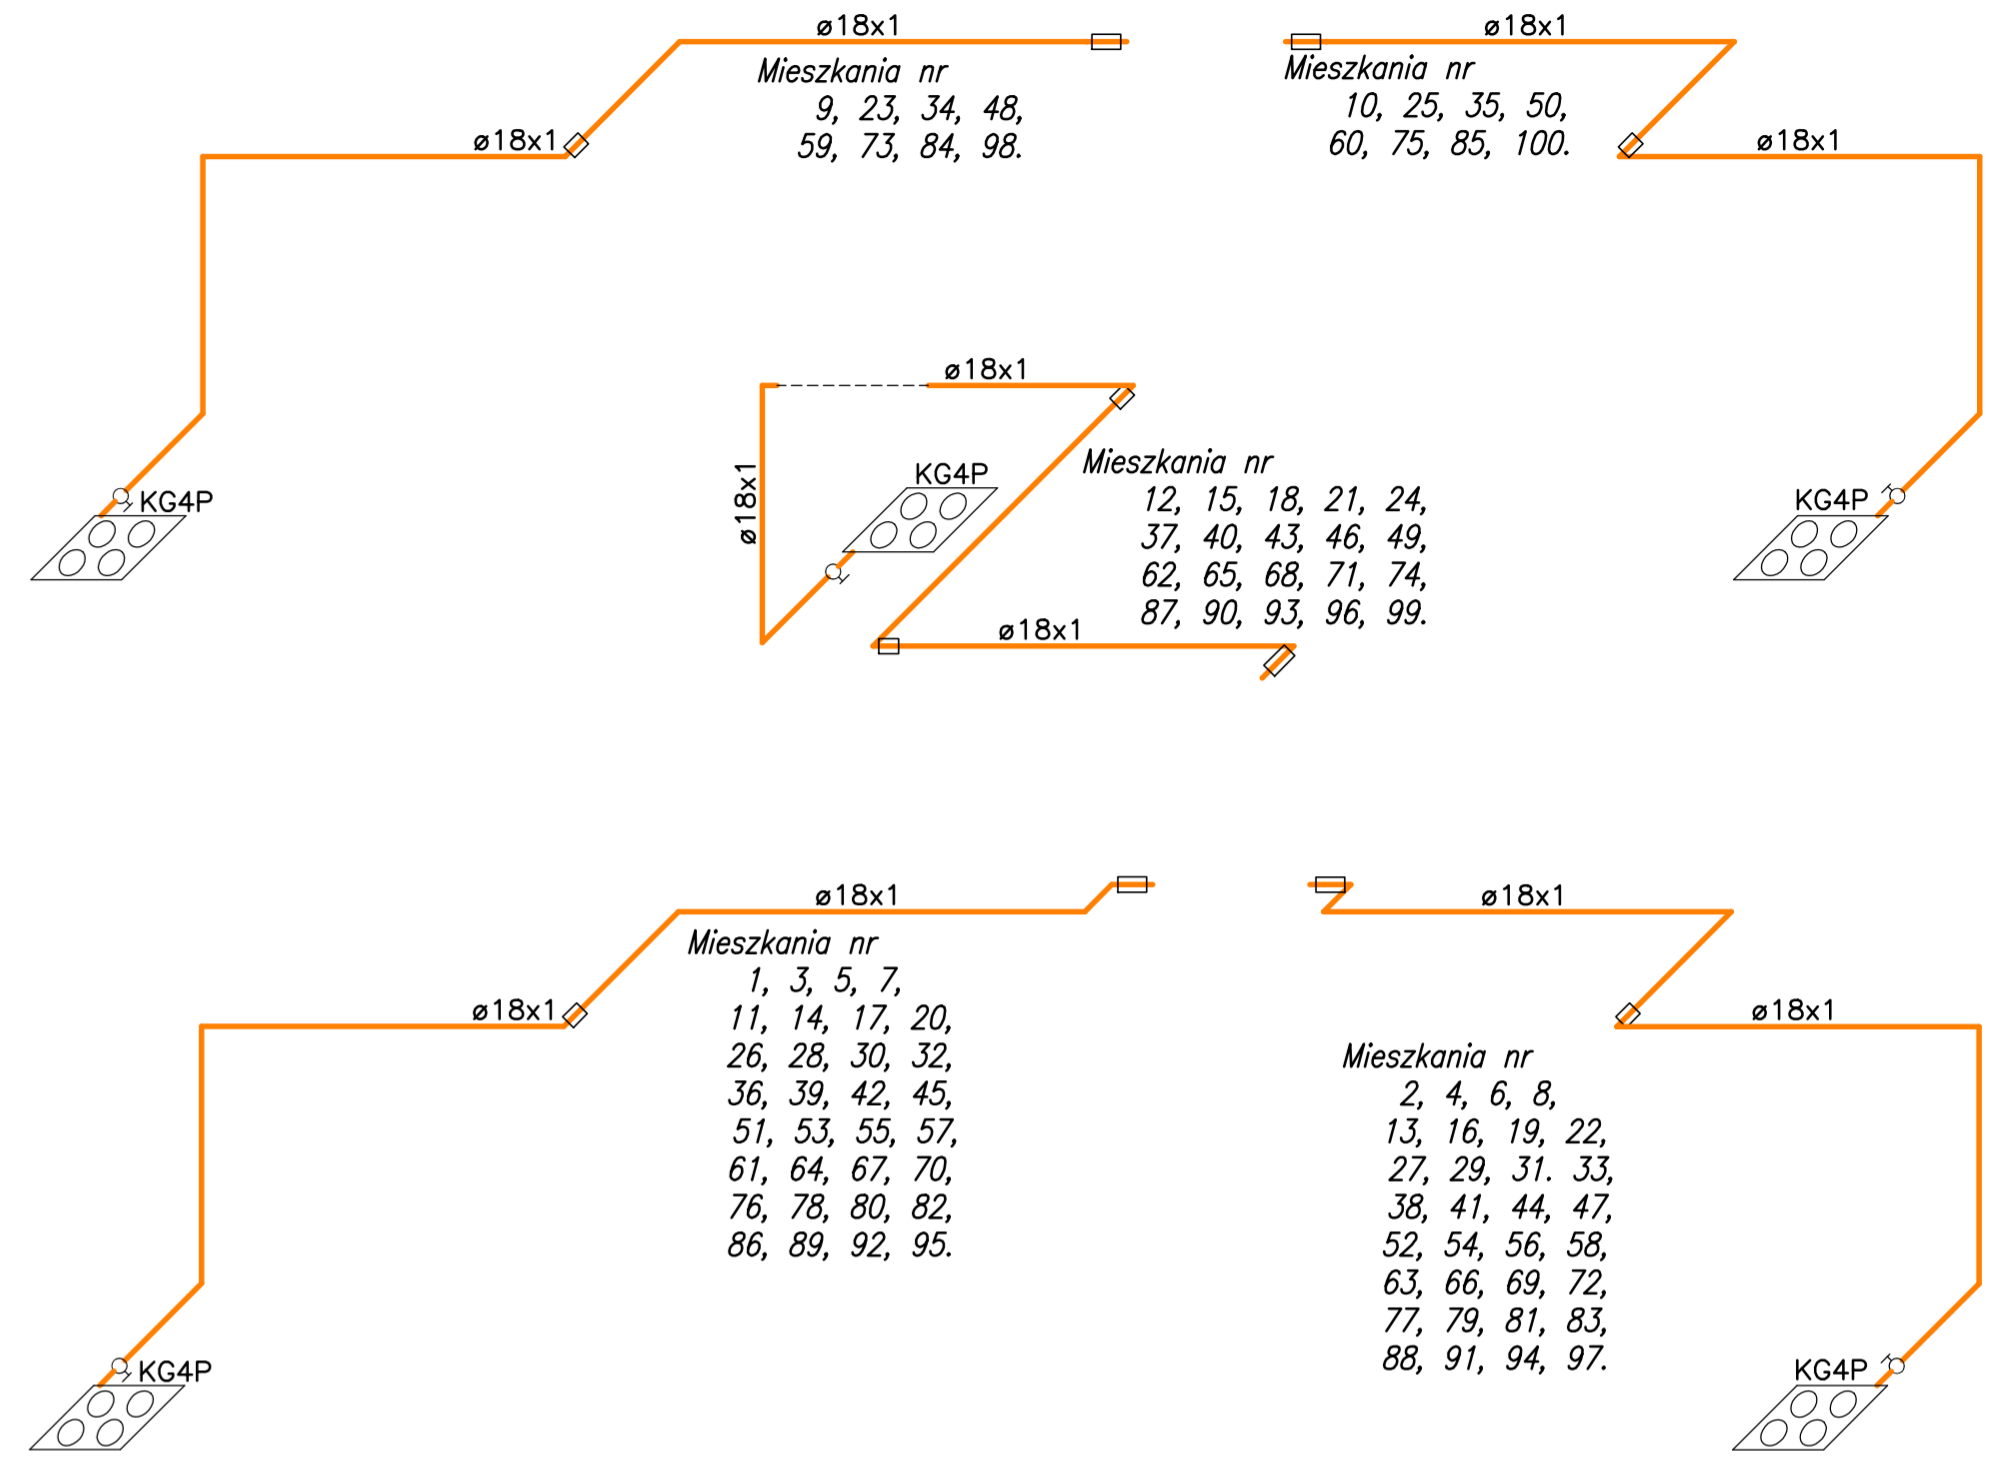 ø18x1
Mieszkania nr
9, 23, 34, 48,
59, 73, 84, 98.
ø18x1
KG4P
ø18x1
Mieszkania nr
10, 25, 35, 50,
60, 75, 85, 100.
ø18x1
KG4P
ø18x1
ø18x1
KG4P
Mieszkania nr
12, 15, 18, 21, 24,
37, 40, 43, 46, 49,
62, 65, 68, 71, 74,
87, 90, 93, 96, 99.
ø18x1
ø18x1
Mieszkania nr
1, 3, 5, 7,
11, 14, 17, 20,
26, 28, 30, 32,
36, 39, 42, 45,
51, 53, 55, 57,
61, 64, 67, 70,
76, 78, 80, 82,
86, 89, 92, 95.
ø18x1
KG4P
ø18x1
ø18x1
Mieszkania nr
2, 4, 6, 8,
13, 16, 19, 22,
27, 29, 31. 33,
38, 41, 44, 47,
52, 54, 56, 58,
63, 66, 69, 72,
77, 79, 81, 83,
88, 91, 94, 97.
KG4P